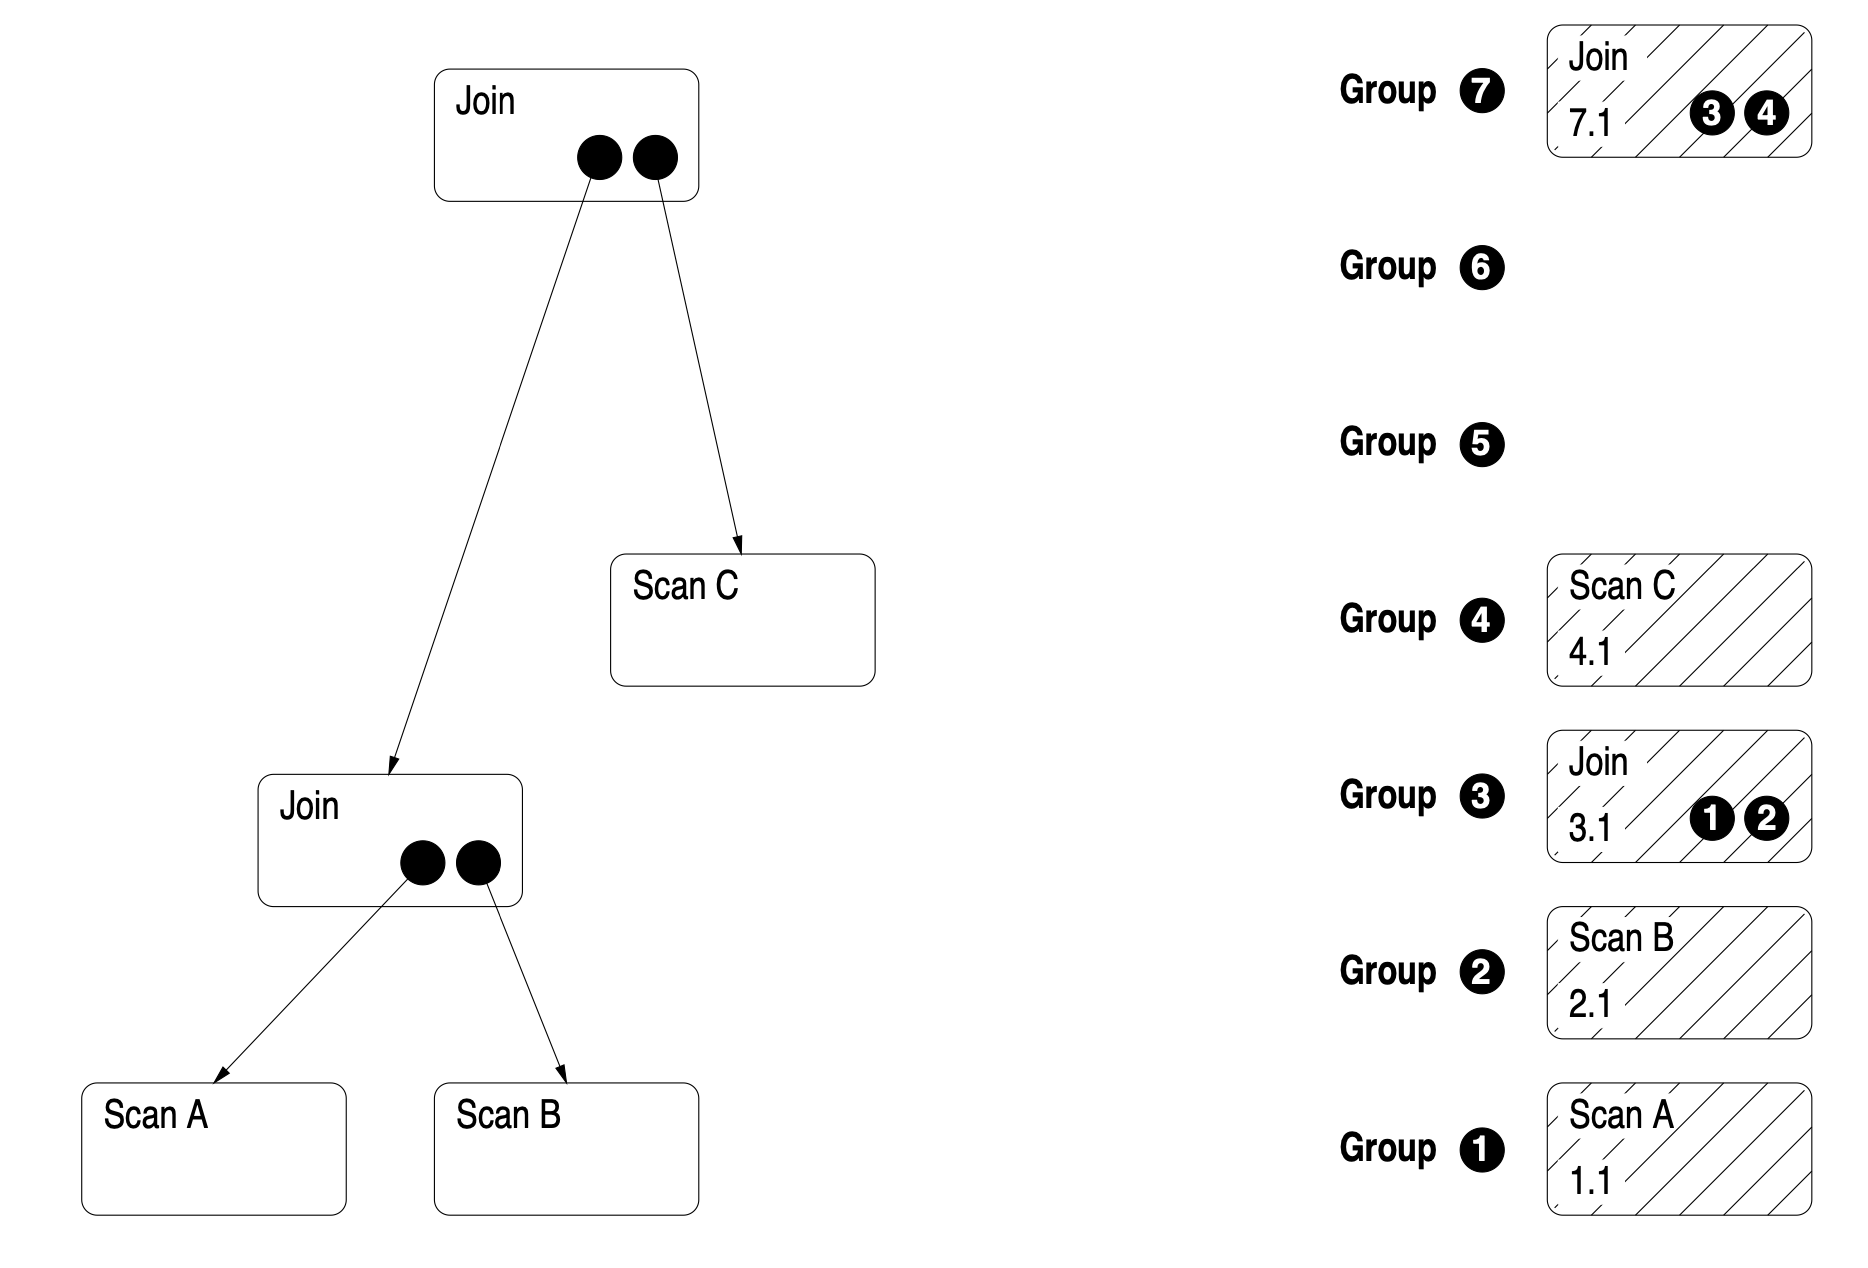 Join
Scan C
Join
Scan A
Scan B
Group 7
Join
7.1 3 4
Group 6
Group 5
Group 4
Scan C
4.1
Group 3
Join
3.1 1 2
Group 2
Scan B
2.1
Group 1
Scan A
1.1